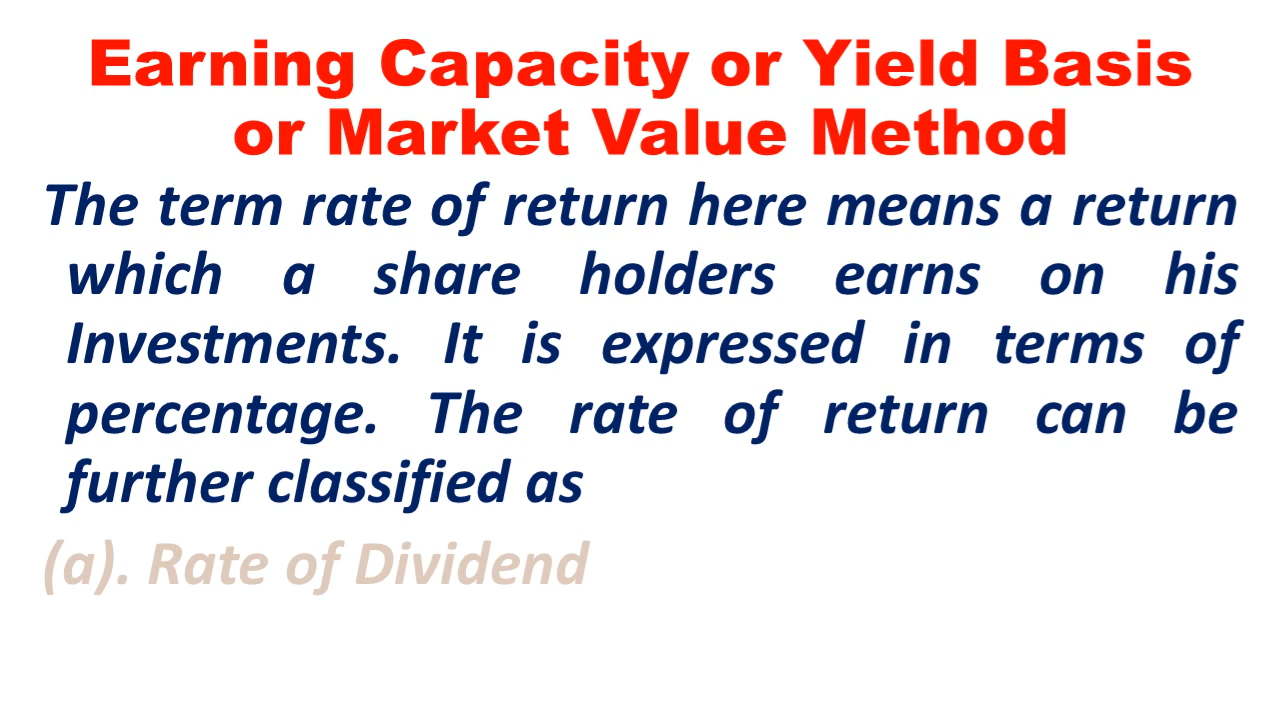 Earning Capacity or Yield Basis
or Market Value Method
The term rate of return here means a return
which a share holders earns on his
Investments. It is expressed in terms of
percentage. The rate of return can be
further classified as
(a). Rate of Dividend